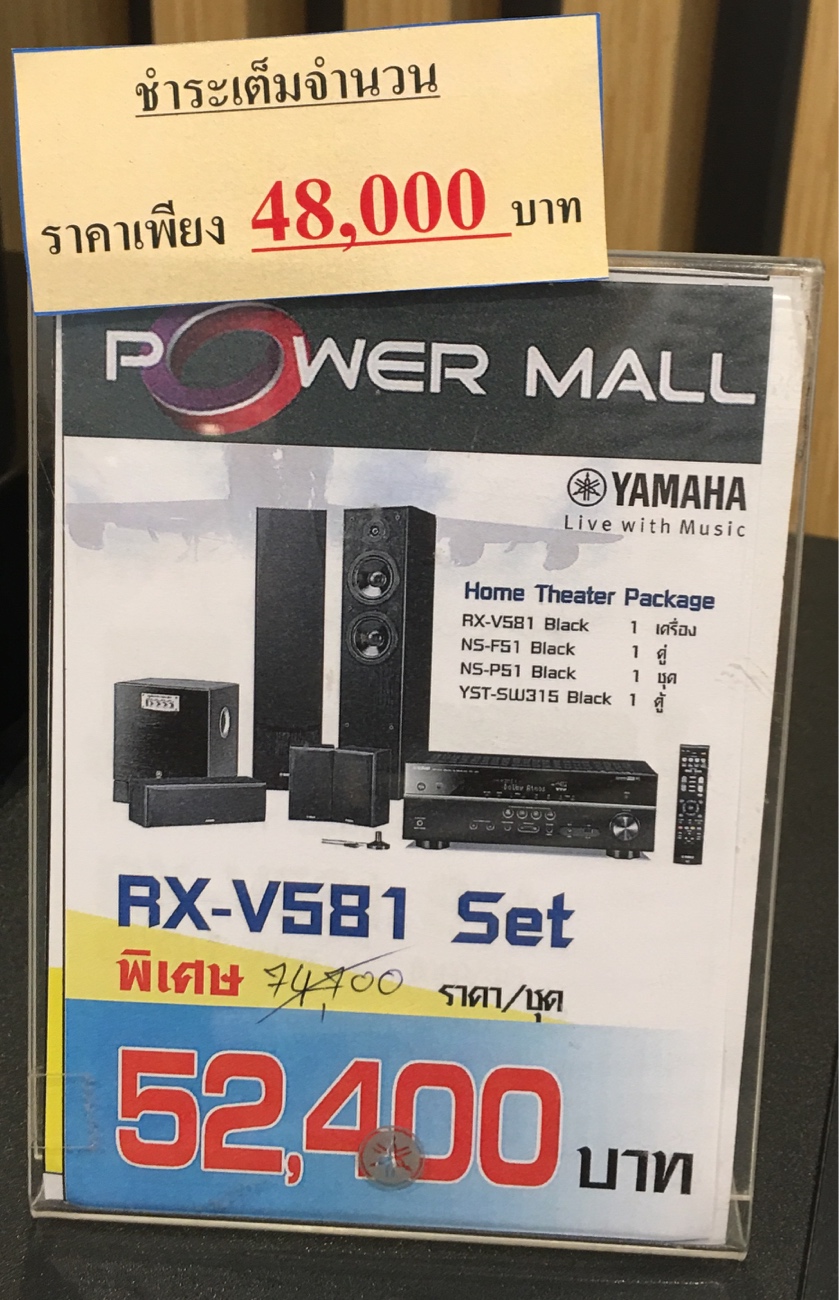 ชำระเต็มจำนวน
ราคาเพียง 48,000 บาท
POWER MALL
YAMAHA
Live with Music
Home Theater Package
RX-V581 Black 1 เครื่อง
NS-F51 Black 1 คู่
NS-P51 Black 1 ชุด
YST-SW315 Black 1 ตู้
RX-V581 Set
พิเศษ 74,700 ราคา/ชุด
52,400 บาท